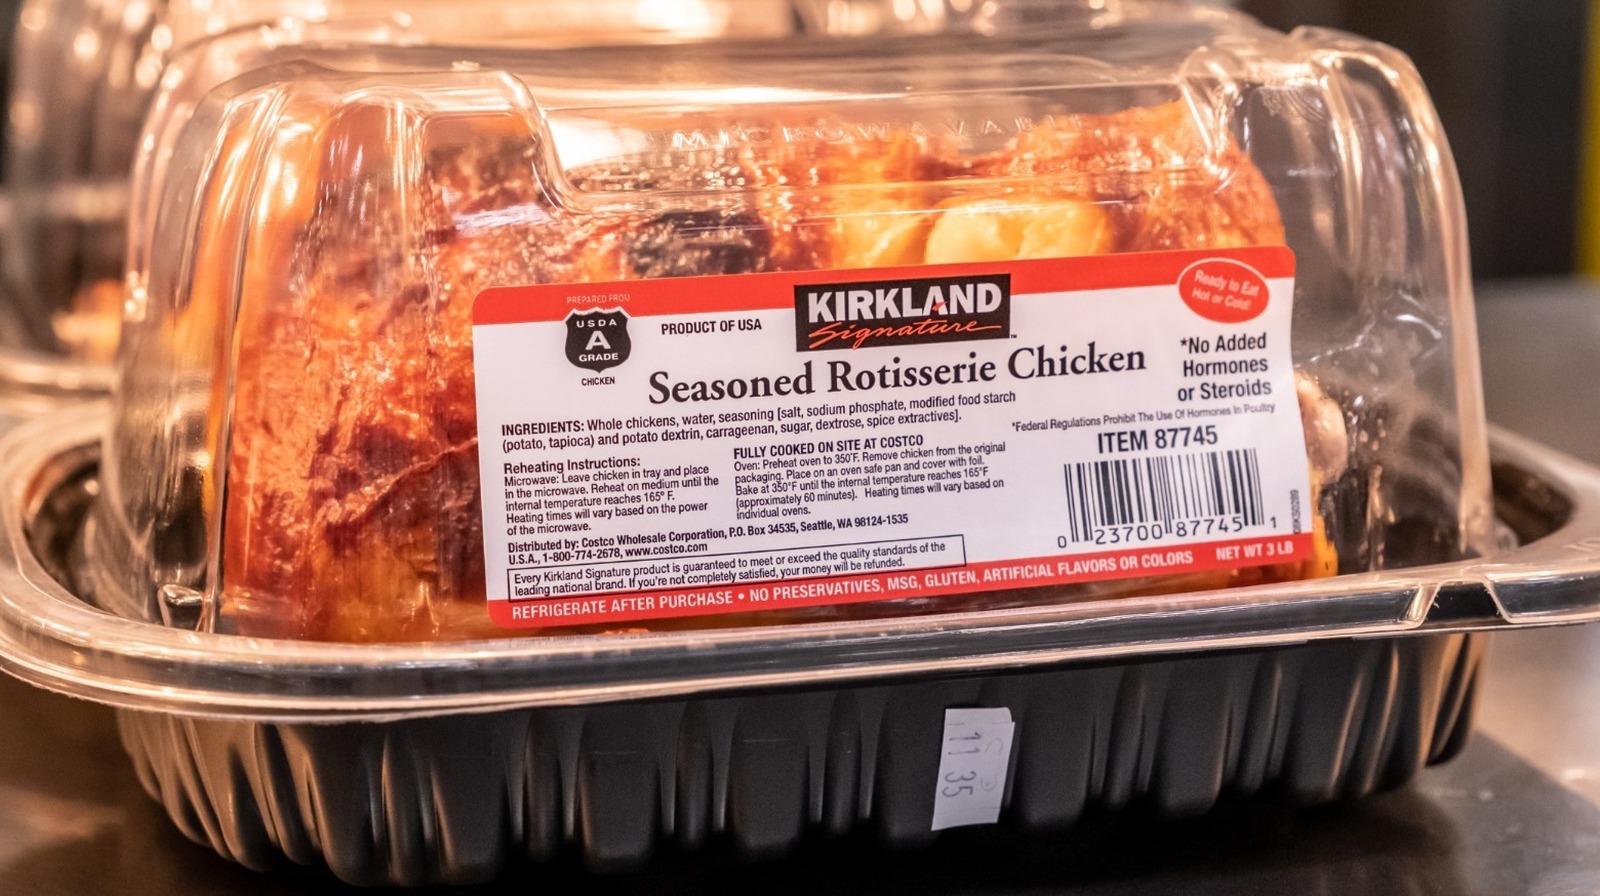 MICROWAVABLE
PREPARED FROM
USDA
A
GRADE
CHICKEN
PRODUCT OF USA
KIRKLAND
Signature
™
Ready to Eat
Hot or Cold!
Seasoned Rotisserie Chicken
*No Added
Hormones
or Steroids
*Federal Regulations Prohibit The Use Of Hormones In Poultry
INGREDIENTS: Whole chickens, water, seasoning [salt, sodium phosphate, modified food starch
(potato, tapioca) and potato dextrin, carrageenan, sugar, dextrose, spice extractives].
Reheating Instructions:
Microwave: Leave chicken in tray and place
in the microwave. Reheat on medium until the
internal temperature reaches 165° F.
Heating times will vary based on the power
of the microwave.
FULLY COOKED ON SITE AT COSTCO
Oven: Preheat oven to 350°F. Remove chicken from the original
packaging. Place on an oven safe pan and cover with foil.
Bake at 350°F until the internal temperature reaches 165°F
(approximately 60 minutes). Heating times will vary based on
individual ovens.
ITEM 87745
0 23700 87745 1
Distributed by: Costco Wholesale Corporation, P.O. Box 34535, Seattle, WA 98124-1535
U.S.A., 1-800-774-2678, www.costco.com
Every Kirkland Signature product is guaranteed to meet or exceed the quality standards of the
leading national brand. If you're not completely satisfied, your money will be refunded.
REFRIGERATE AFTER PURCHASE • NO PRESERVATIVES, MSG, GLUTEN, ARTIFICIAL FLAVORS OR COLORS
NET WT 3 LB
11 35